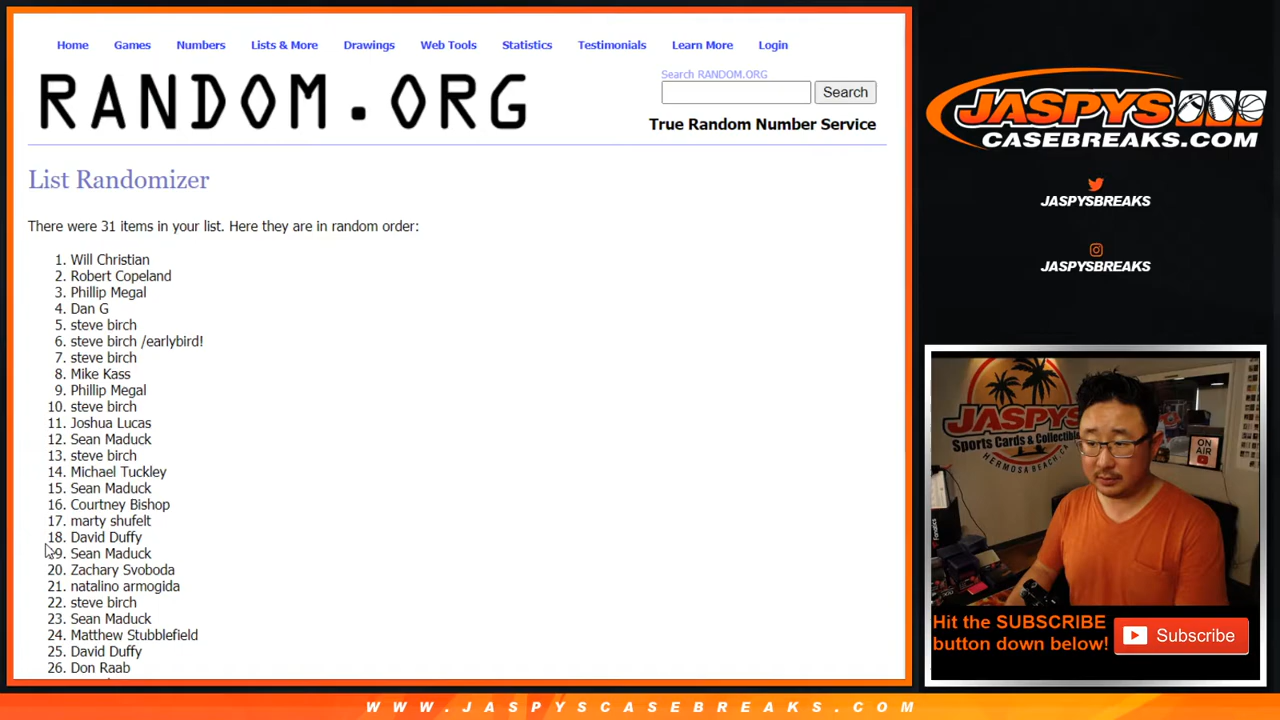 Home Games Numbers Lists & More Drawings Web Tools Statistics Testimonials Learn More Login
RANDOM.ORG
Search RANDOM.ORG
Search
True Random Number Service
List Randomizer
There were 31 items in your list. Here they are in random order:
1. Will Christian
2. Robert Copeland
3. Phillip Megal
4. Dan G
5. steve birch
6. steve birch /earlybird!
7. steve birch
8. Mike Kass
9. Phillip Megal
10. steve birch
11. Joshua Lucas
12. Sean Maduck
13. steve birch
14. Michael Tuckley
15. Sean Maduck
16. Courtney Bishop
17. marty shufelt
18. David Duffy
19. Sean Maduck
20. Zachary Svoboda
21. natalino armogida
22. steve birch
23. Sean Maduck
24. Matthew Stubblefield
25. David Duffy
26. Don Raab
JASPYS
CASEBREAKS.COM
JASPYSBREAKS
JASPYSBREAKS
JASPYS
Sports Cards & Collectibles
HERMOSA BEACH, CA
ON AIR
Hit the SUBSCRIBE
button down below!
Subscribe
WWW.JASPYSCASEBREAKS.COM